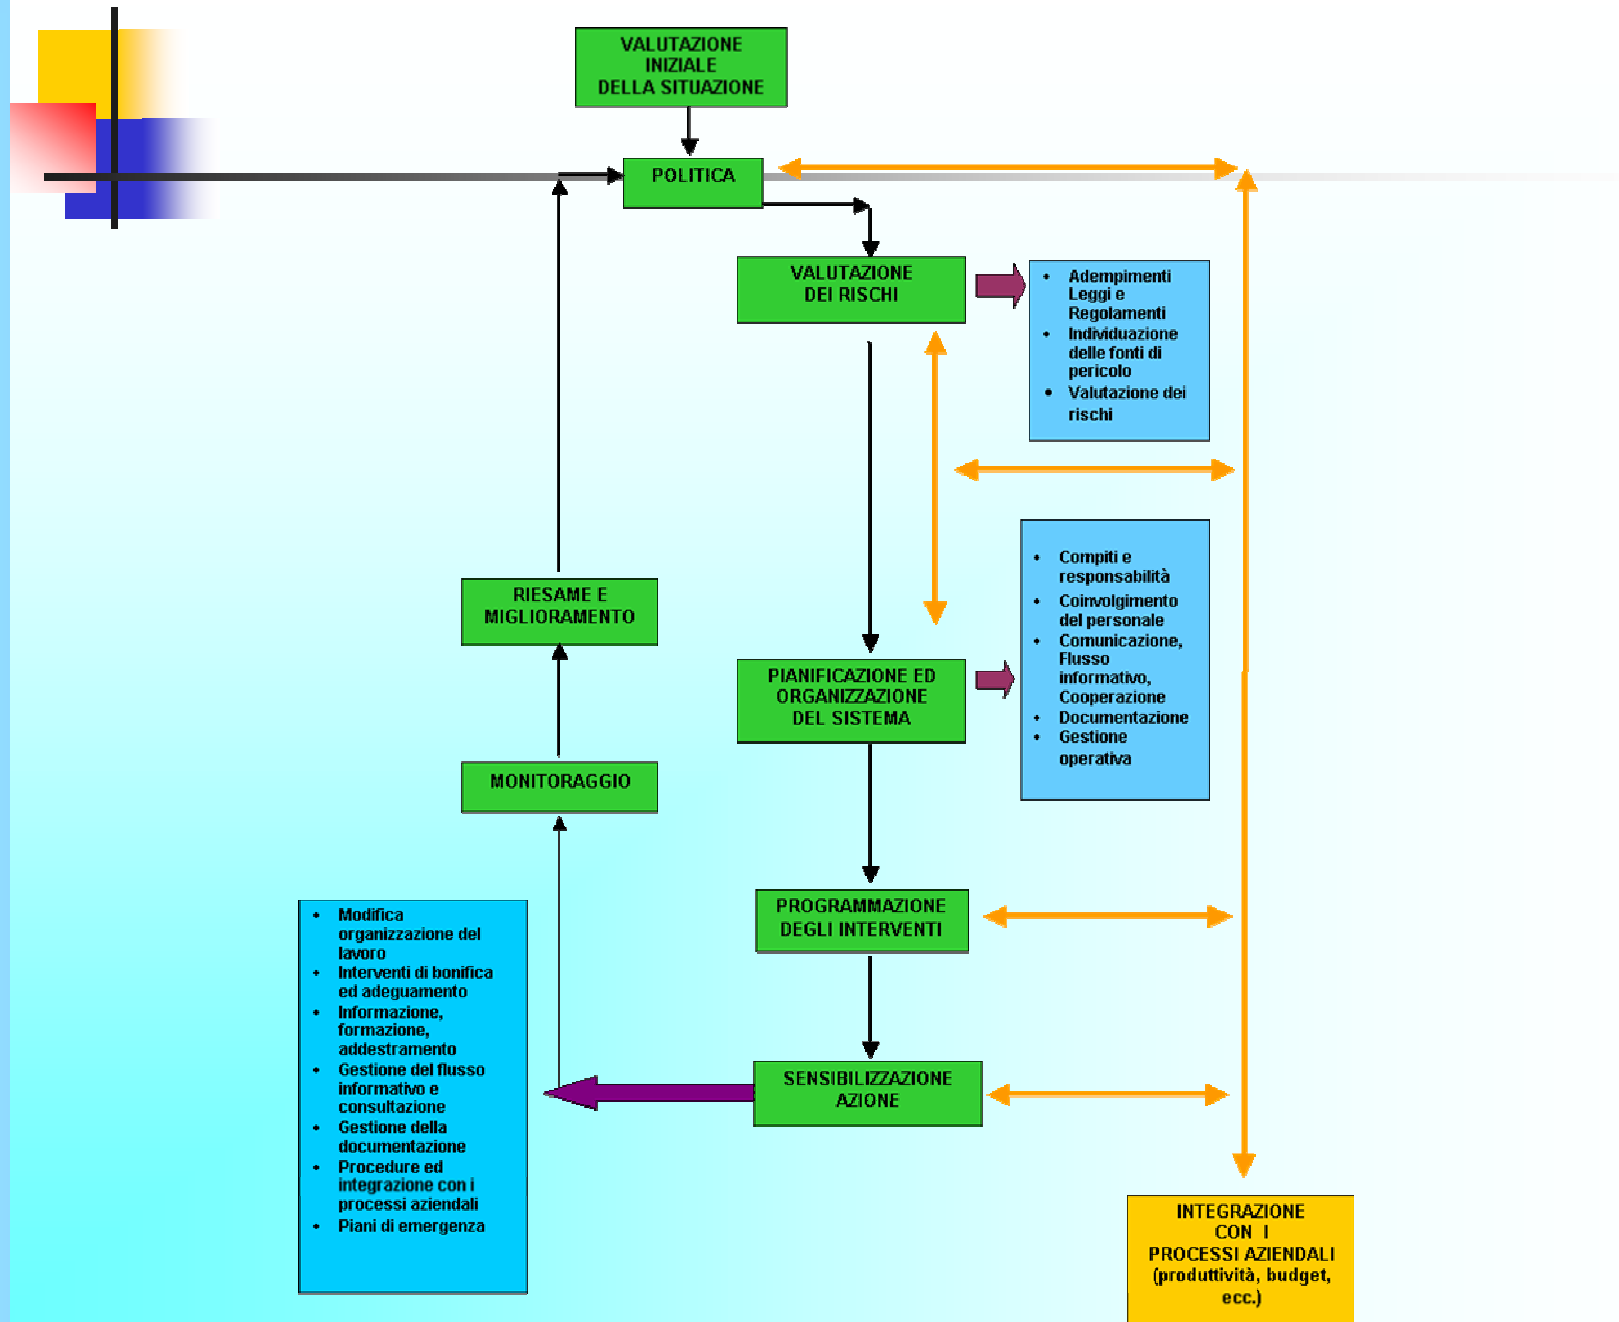 VALUTAZIONE
INIZIALE
DELLA SITUAZIONE
POLITICA
VALUTAZIONE
DEI RISCHI
• Adempimenti
Leggi e
Regolamenti
• Individuazione
delle fonti di
pericolo
• Valutazione dei
rischi
• Compiti e
responsabilità
• Coinvolgimento
del personale
• Comunicazione,
Flusso
informativo,
Cooperazione
• Documentazione
• Gestione
operativa
RIESAME E
MIGLIORAMENTO
PIANIFICAZIONE ED
ORGANIZZAZIONE
DEL SISTEMA
MONITORAGGIO
PROGRAMMAZIONE
DEGLI INTERVENTI
• Modifica
organizzazione del
lavoro
• Interventi di bonifica
ed adeguamento
• Informazione,
formazione,
addestramento
• Gestione del flusso
informativo e
consultazione
• Gestione della
documentazione
• Procedure ed
integrazione con i
processi aziendali
• Piani di emergenza
SENSIBILIZZAZIONE
AZIONE
INTEGRAZIONE
CON I
PROCESSI AZIENDALI
(produttività, budget,
ecc.)